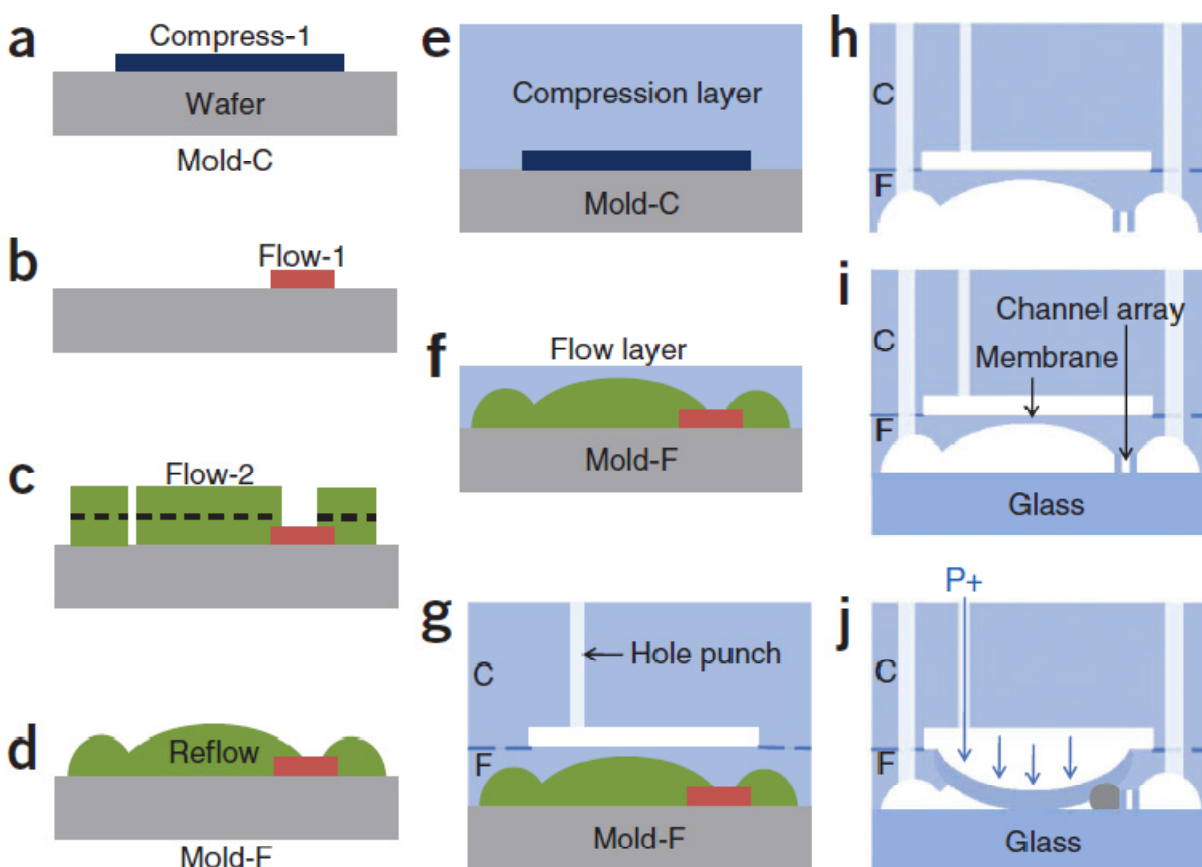 a
Compress-1
Wafer
Mold-C
b
Flow-1
c
Flow-2
d
Reflow
Mold-F
e
Compression layer
Mold-C
f
Flow layer
Mold-F
g
Hole punch
C
F
Mold-F
h
C
F
i
Channel array
C
Membrane
F
Glass
P+
j
C
F
Glass